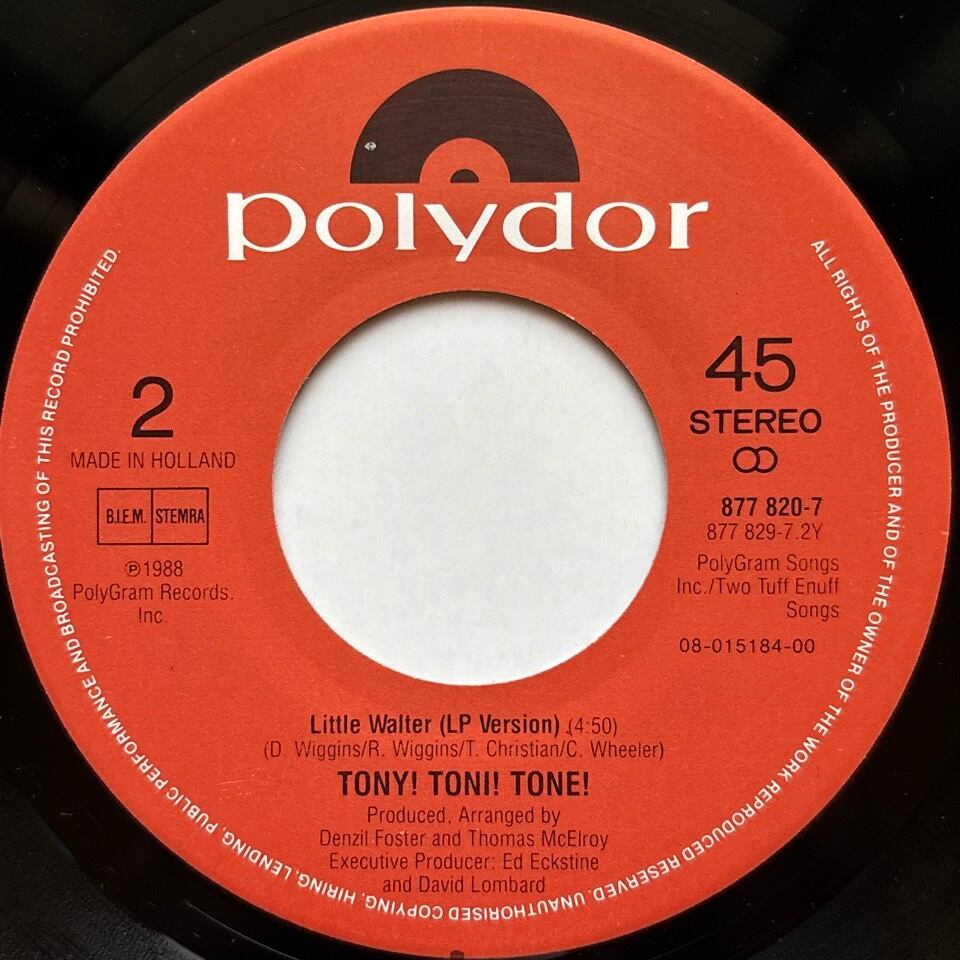 polydor
2
MADE IN HOLLAND
B.I.E.M. STEMRA
℗1988
PolyGram Records.
Inc.
45
STEREO
877 820-7
877 829-7.2Y
PolyGram Songs
Inc./Two Tuff Enuff
Songs
08-015184-00
Little Walter (LP Version) (4:50)
(D. Wiggins/R. Wiggins/T. Christian/C. Wheeler)
TONY! TONI! TONE!
Produced, Arranged by
Denzil Foster and Thomas McElroy
Executive Producer: Ed Eckstine
and David Lombard
ALL RIGHTS OF THE PRODUCER AND OF THE OWNER OF THE WORK REPRODUCED RESERVED. UNAUTHORISED COPYING, HIRING, LENDING, PUBLIC PERFORMANCE AND BROADCASTING OF THIS RECORD PROHIBITED.